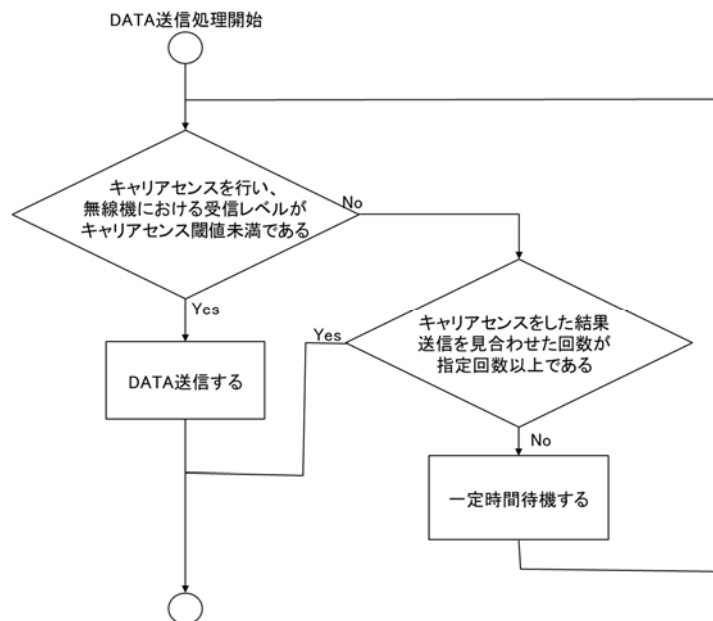 DATA送信処理開始
キャリアセンスを行い、
無線機における受信レベルが
キャリアセンス閾値未満である
No
Yes
DATA送信する
Yes
キャリアセンスをした結果
送信を見合わせた回数が
指定回数以上である
No
一定時間待機する